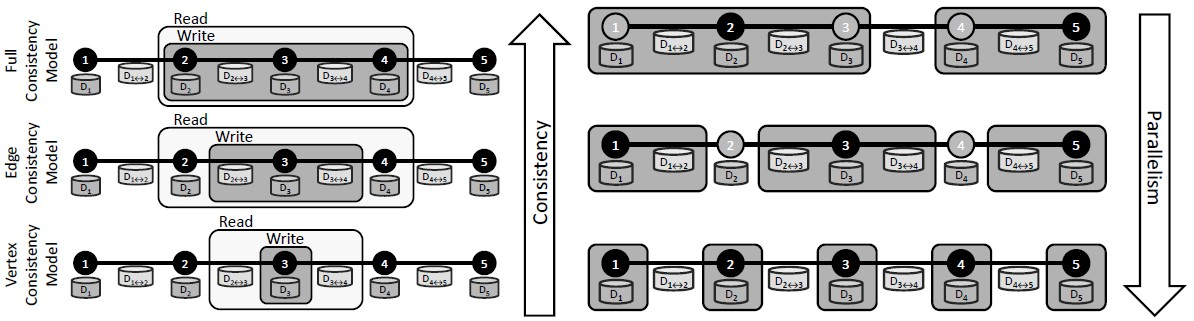 Full
Consistency
Model
Read
Write
1 2 3 4 5
D1 D1↔2 D2 D2↔3 D3 D3↔4 D4 D4↔5 D5
Edge
Consistency
Model
Read
Write
1 2 3 4 5
D1 D1↔2 D2 D2↔3 D3 D3↔4 D4 D4↔5 D5
Vertex
Consistency
Model
Read
Write
1 2 3 4 5
D1 D1↔2 D2 D2↔3 D3 D3↔4 D4 D4↔5 D5
Consistency
1 2 3 4 5
D1 D1↔2 D2 D2↔3 D3 D3↔4 D4 D4↔5 D5
1 2 3 4 5
D1 D1↔2 D2 D2↔3 D3 D3↔4 D4 D4↔5 D5
1 2 3 4 5
D1 D1↔2 D2 D2↔3 D3 D3↔4 D4 D4↔5 D5
Parallelism